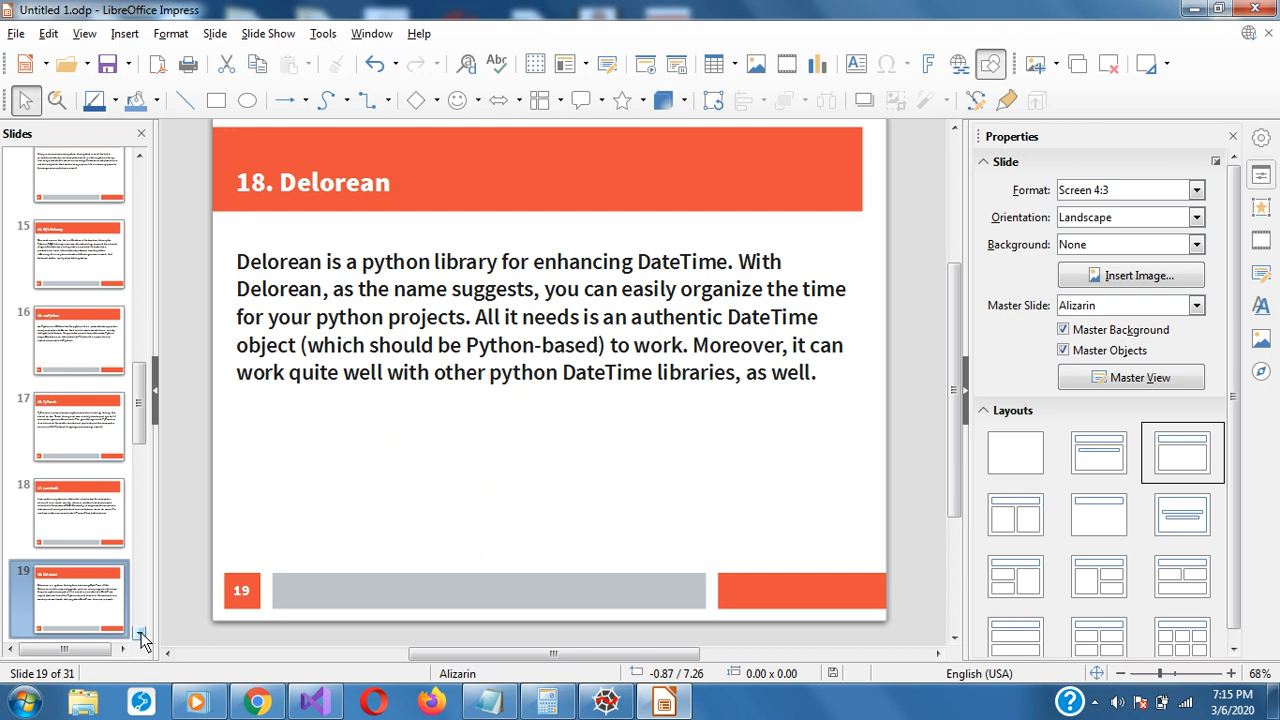 Untitled 1.odp - LibreOffice Impress
File Edit View Insert Format Slide Slide Show Tools Window Help
Slides
15
16
17
18
19
18. Delorean
Delorean is a python library for enhancing DateTime. With
Delorean, as the name suggests, you can easily organize the time
for your python projects. All it needs is an authentic DateTime
object (which should be Python-based) to work. Moreover, it can
work quite well with other python DateTime libraries, as well.
19
Properties
Slide
Format: Screen 4:3
Orientation: Landscape
Background: None
Insert Image...
Master Slide: Alizarin
Master Background
Master Objects
Master View
Layouts
Slide 19 of 31
Alizarin
-0.87 / 7.26
0.00 x 0.00
English (USA)
68%
7:15 PM
3/6/2020